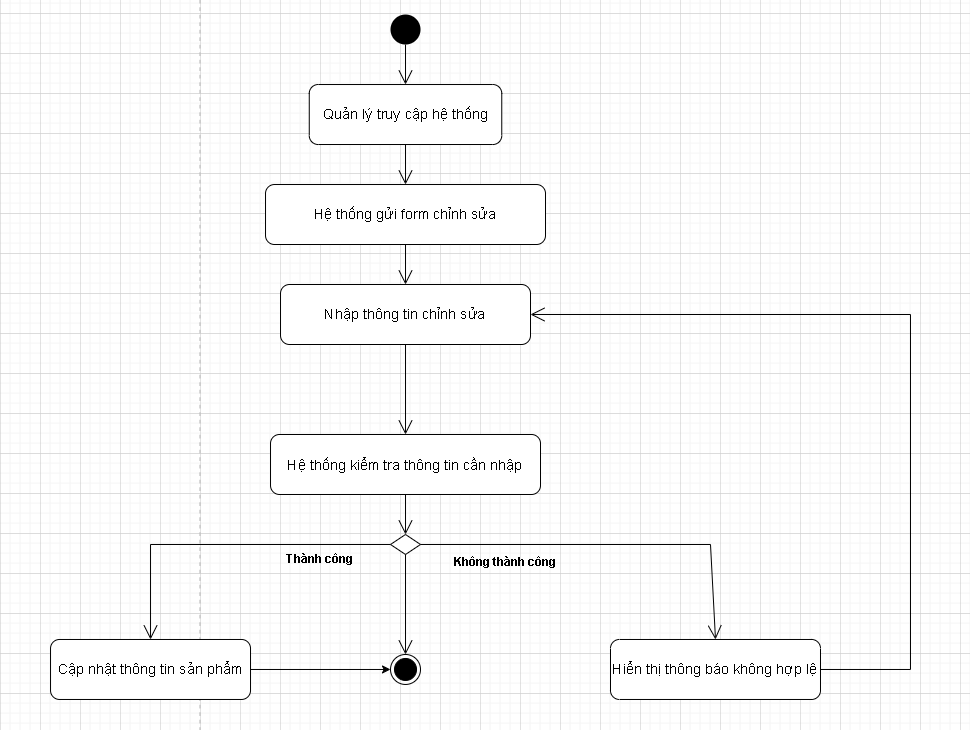 Quản lý truy cập hệ thống
Hệ thống gửi form chỉnh sửa
Nhập thông tin chỉnh sửa
Hệ thống kiểm tra thông tin cần nhập
Thành công
Không thành công
Cập nhật thông tin sản phẩm
Hiển thị thông báo không hợp lệ